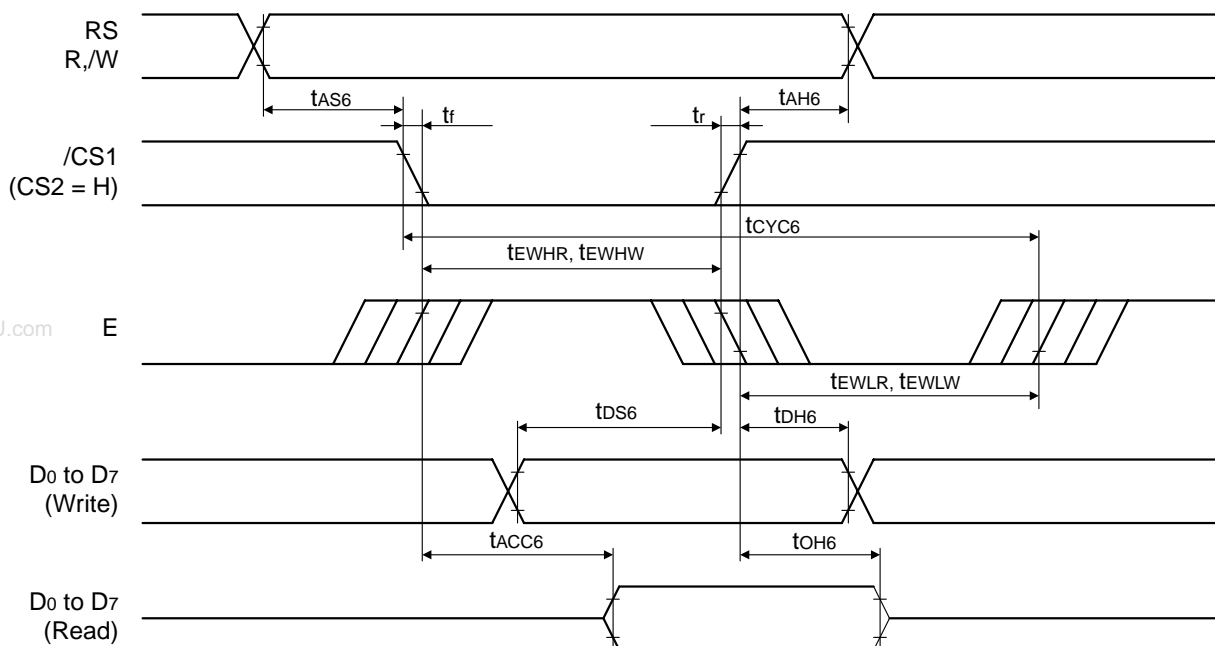 RS
R,/W
tAS6
tAH6
tf
tr
/CS1
(CS2 = H)
tCYC6
tEWHR, tEWHW
U.com
E
tEWLR, tEWLW
tDS6
tDH6
D0 to D7
(Write)
tACC6
tOH6
D0 to D7
(Read)